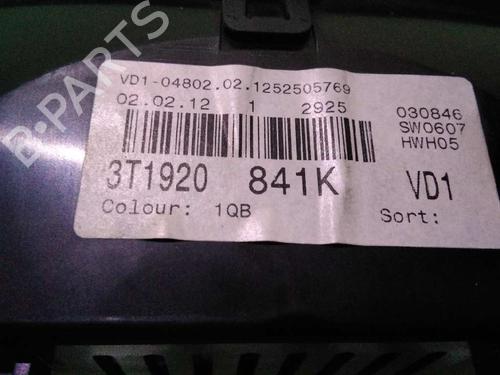 B-PARTS
VD1-04802.02.1252505769
02.02.12 1 2925 030846
SW0607
HWH05
3T1920 841K VD1
Colour: 1QB Sort: